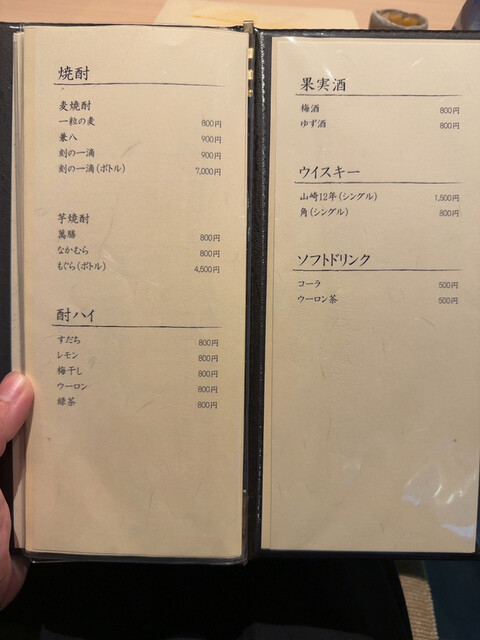 焼酎
麦焼酎
一粒の麦 800円
兼八 900円
刻の一滴 900円
刻の一滴(ボトル) 7,000円
芋焼酎
萬膳 800円
なかむら 800円
もぐら(ボトル) 4,500円
酎ハイ
すだち 800円
レモン 800円
梅干し 800円
ウーロン 800円
緑茶 800円
果実酒
梅酒 800円
ゆず酒 800円
ウイスキー
山崎12年(シングル) 1,500円
角(シングル) 800円
ソフトドリンク
コーラ 500円
ウーロン茶 500円